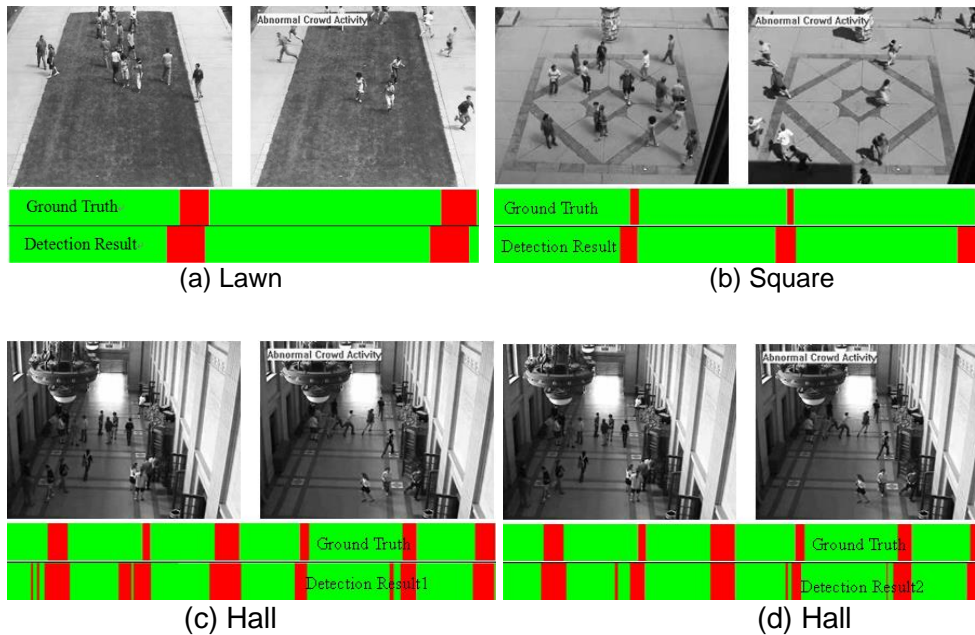 Abnormal Crowd Activity
Abnormal Crowd Activity
Ground Truth
Detection Result
(a) Lawn
Ground Truth
Detection Result
(b) Square
Abnormal Crowd Activity
Abnormal Crowd Activity
Ground Truth
Detection Result1
(c) Hall
Ground Truth
Detection Result2
(d) Hall